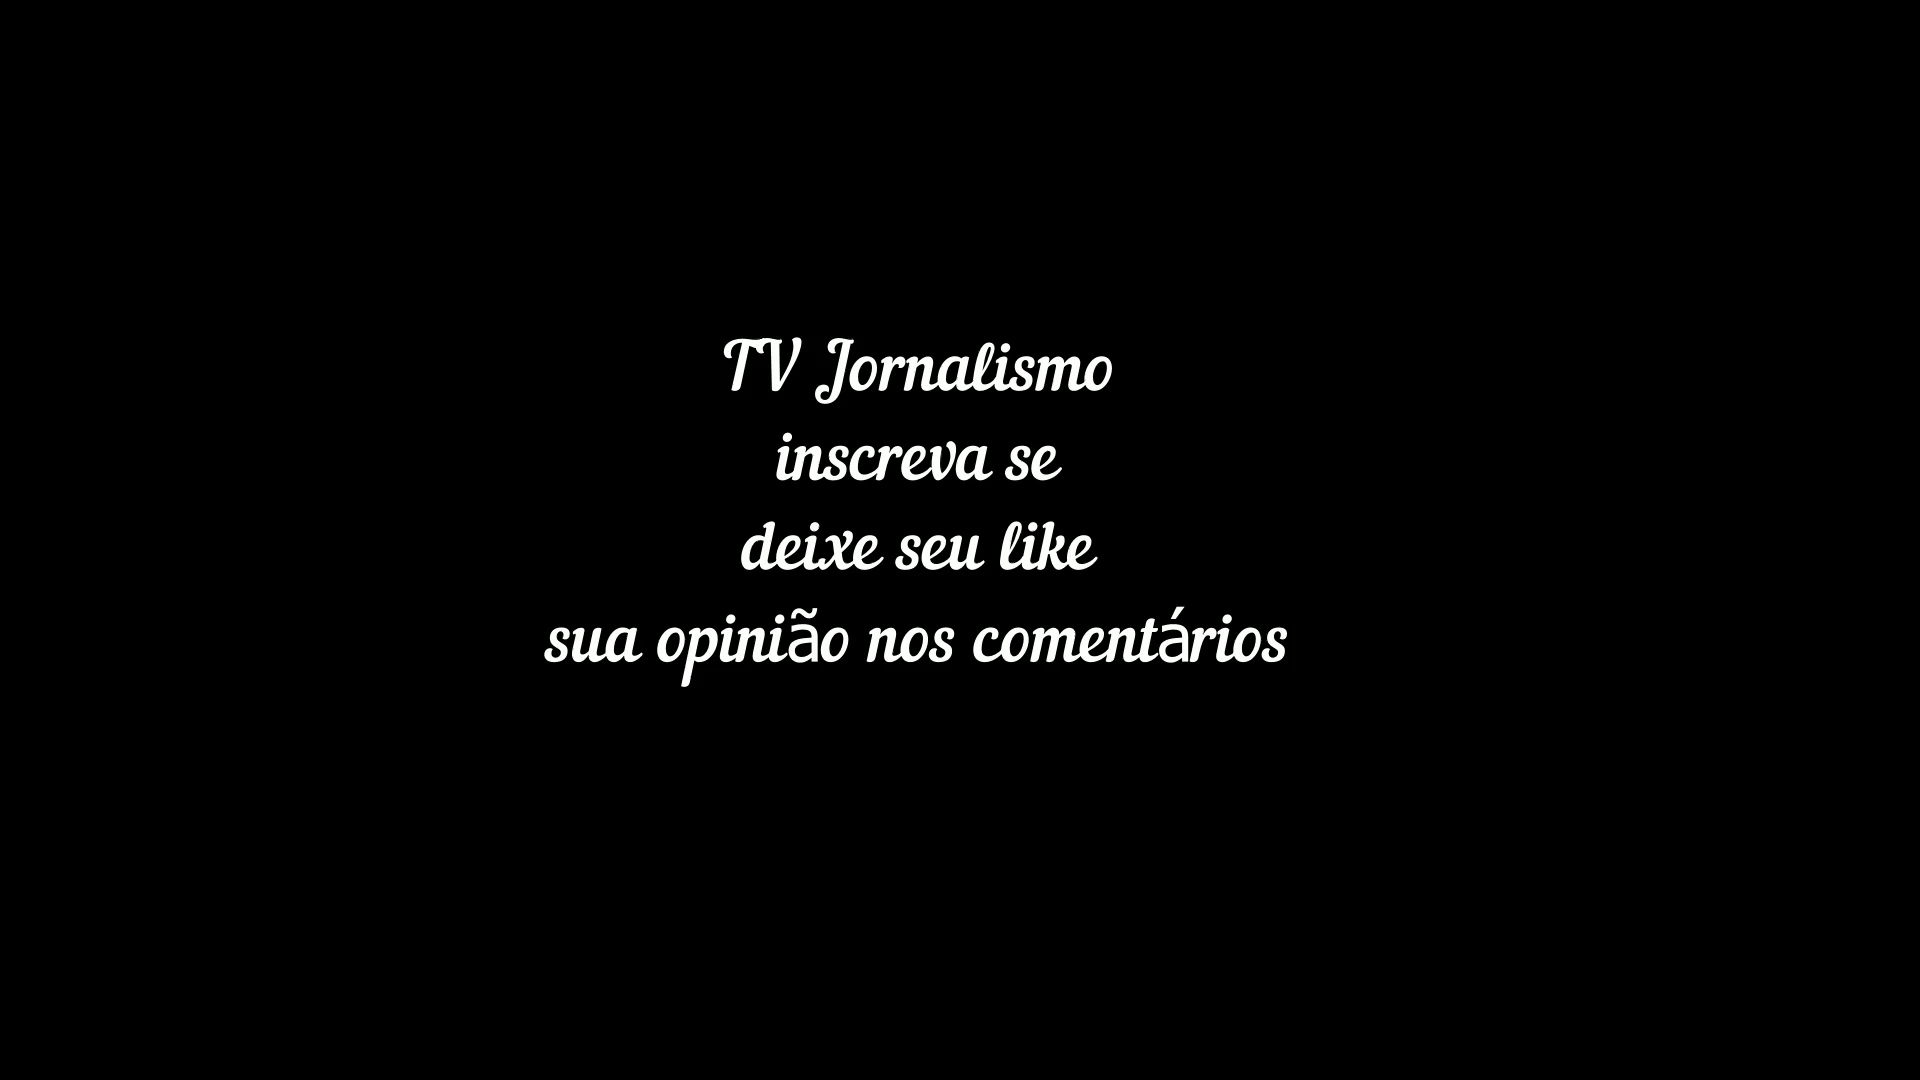 TV Jornalismo
inscreva se
deixe seu like
sua opinião nos comentários